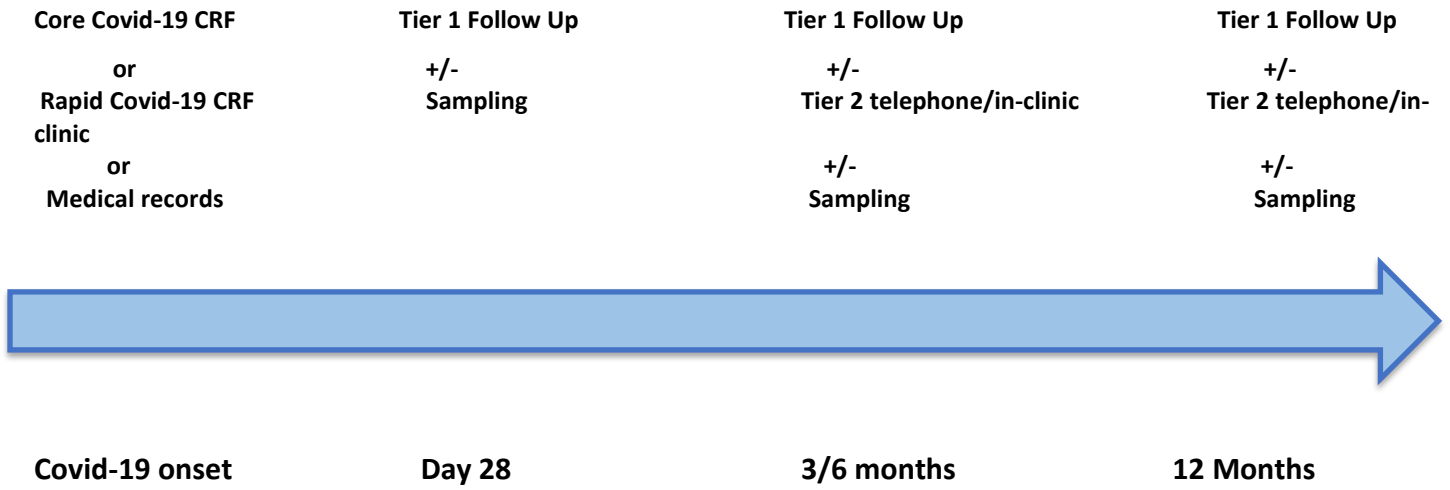 Core Covid-19 CRF Tier 1 Follow Up Tier 1 Follow Up Tier 1 Follow Up
or +/- +/- +/-
Rapid Covid-19 CRF Sampling Tier 2 telephone/in-clinic Tier 2 telephone/in-
clinic
or +/- +/-
Medical records Sampling Sampling
Covid-19 onset Day 28 3/6 months 12 Months